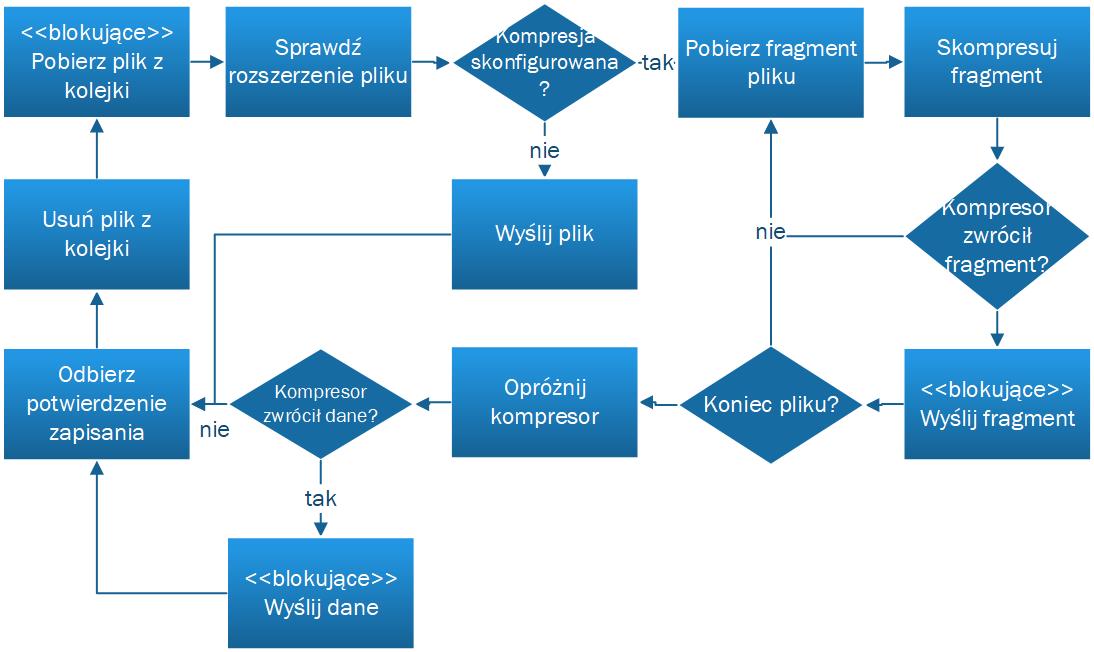 <<blokujące>>
Pobierz plik z
kolejki
Sprawdź
rozszerzenie pliku
Kompresja
skonfigurowana
?
tak
Pobierz fragment
pliku
Skompresuj
fragment
nie
Usuń plik z
kolejki
Wyślij plik
nie
Kompresor
zwrócił
fragment?
Odbierz
potwierdzenie
zapisania
nie
Kompresor
zwrócił dane?
Opróżnij
kompresor
Koniec pliku?
<<blokujące>>
Wyślij fragment
tak
<<blokujące>>
Wyślij dane